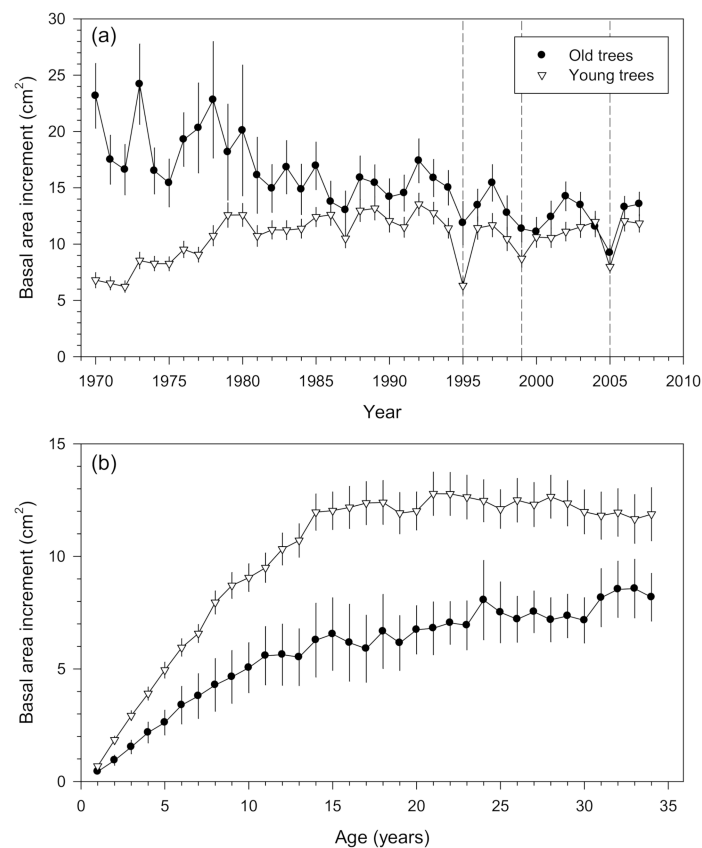 (a)
Old trees
Young trees
30
25
20
15
10
5
0
Basal area increment (cm²)
1970 1975 1980 1985 1990 1995 2000 2005 2010
Year
(b)
15
10
5
0
Basal area increment (cm²)
0 5 10 15 20 25 30 35
Age (years)